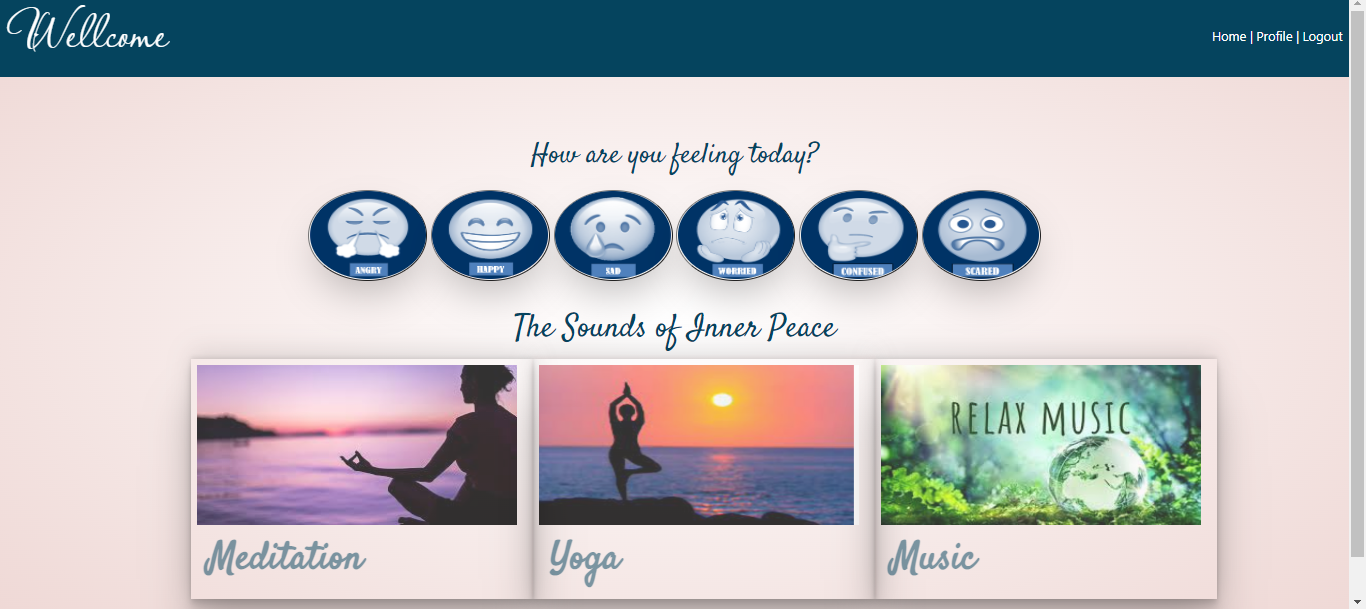 Wellcome
Home | Profile | Logout
How are you feeling today?
ANGRY
HAPPY
SAD
WORRIED
CONFUSED
SCARED
The Sounds of Inner Peace
RELAX MUSIC
Meditation
Yoga
Music